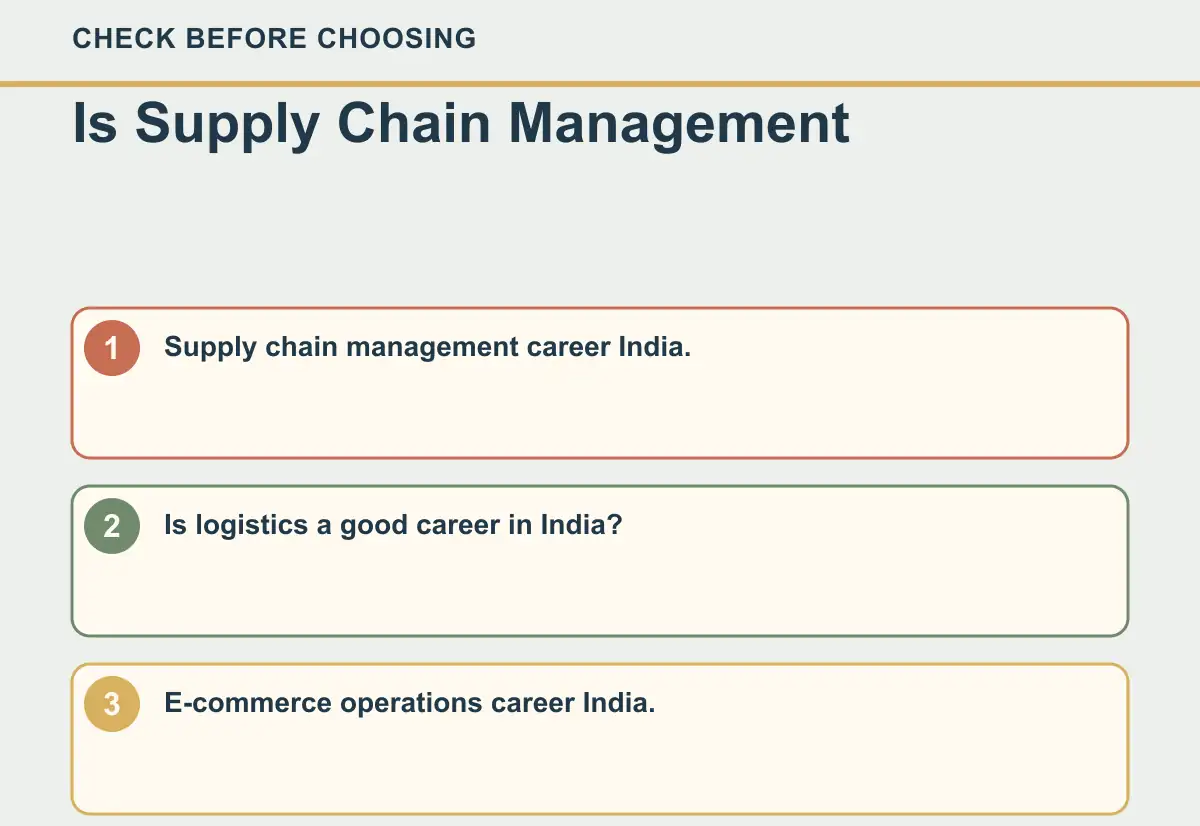 CHECK BEFORE CHOOSING
Is Supply Chain Management
1
Supply chain management career India.
2
Is logistics a good career in India?
3
E-commerce operations career India.